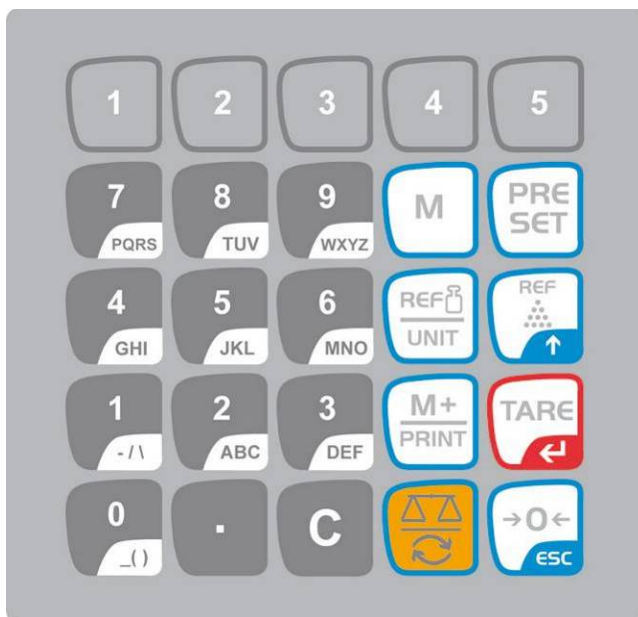 1 2 3 4 5
7 PQRS 8 TUV 9 WXYZ M PRE
SET
4 GHI 5 JKL 6 MNO REF
UNIT REF ↑
1 -/\ 2 ABC 3 DEF M+
PRINT TARE ↵
0 _() . C →0← ESC